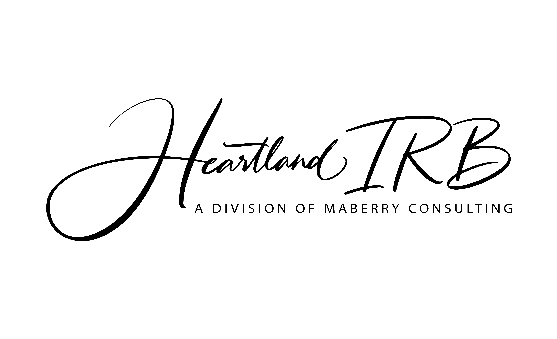 Heartland IRB
A DIVISION OF MABERRY CONSULTING